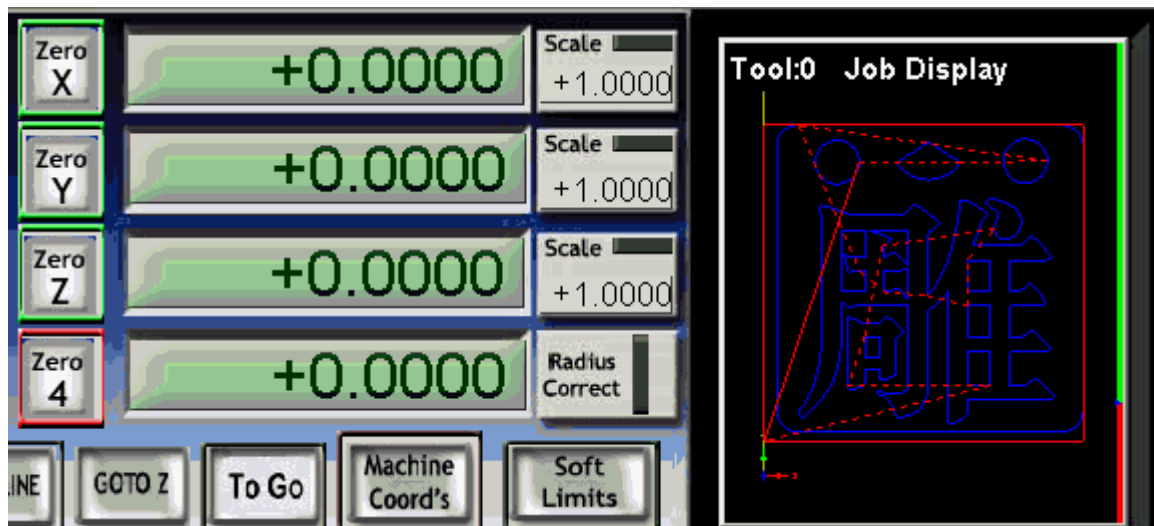 Zero X
+0.0000
Scale
+1.0000
Zero Y
+0.0000
Scale
+1.0000
Zero Z
+0.0000
Scale
+1.0000
Zero 4
+0.0000
Radius Correct
INE
GOTO Z
To Go
Machine Coord's
Soft Limits
Tool:0 Job Display
雕